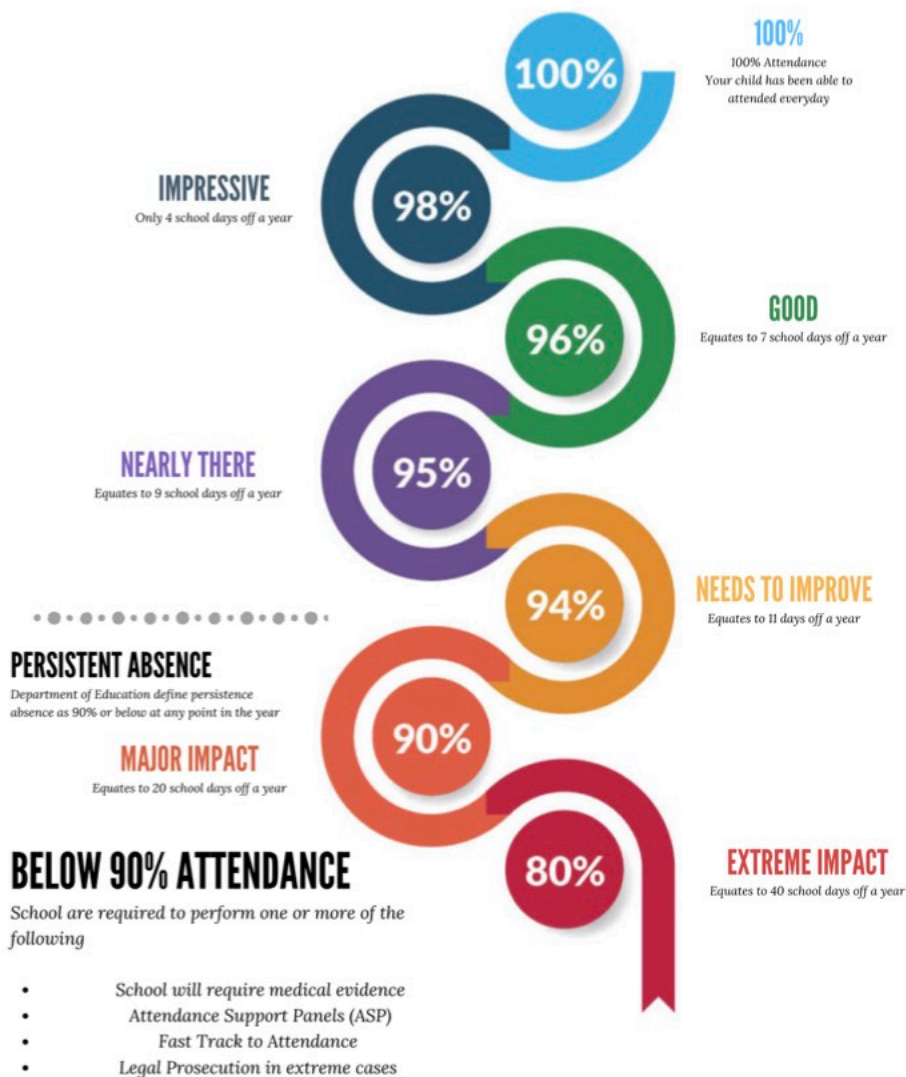 100%
100%
100% Attendance
Your child has been able to
attended everyday
IMPRESSIVE
Only 4 school days off a year
98%
96%
GOOD
Equates to 7 school days off a year
NEARLY THERE
Equates to 9 school days off a year
95%
94%
NEEDS TO IMPROVE
Equates to 11 days off a year
PERSISTENT ABSENCE
Department of Education define persistence
absence as 90% or below at any point in the year
MAJOR IMPACT
Equates to 20 school days off a year
90%
80%
EXTREME IMPACT
Equates to 40 school days off a year
BELOW 90% ATTENDANCE
School are required to perform one or more of the
following
• School will require medical evidence
• Attendance Support Panels (ASP)
• Fast Track to Attendance
• Legal Prosecution in extreme cases